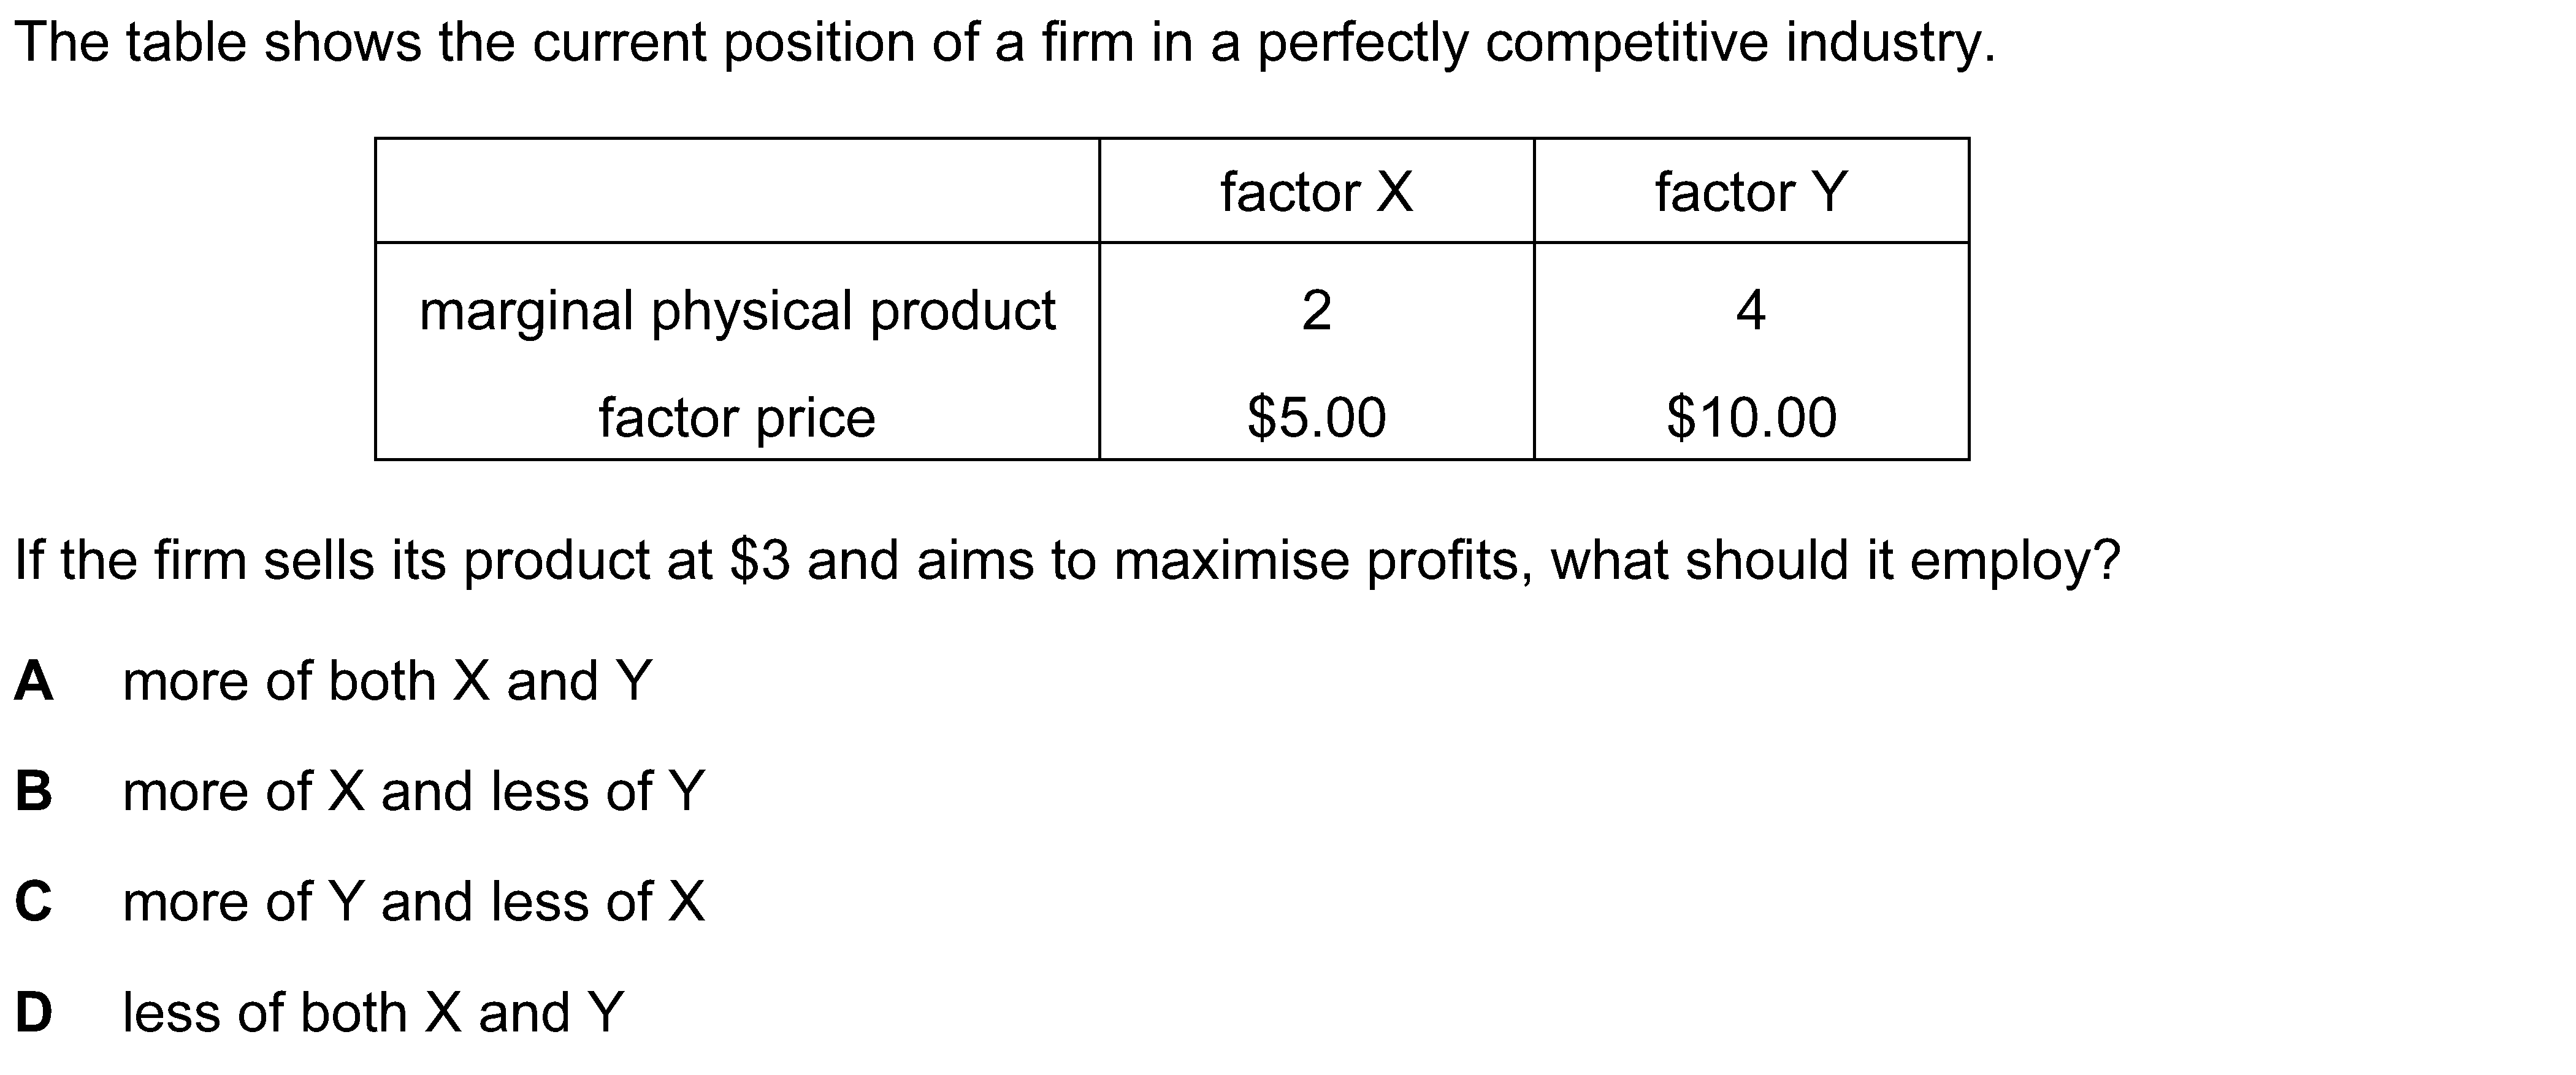 The table shows the current position of a firm in a perfectly competitive industry.
factor X factor Y
marginal physical product 2 4
factor price $5.00 $10.00
If the firm sells its product at $3 and aims to maximise profits, what should it employ?
A more of both X and Y
B more of X and less of Y
C more of Y and less of X
D less of both X and Y